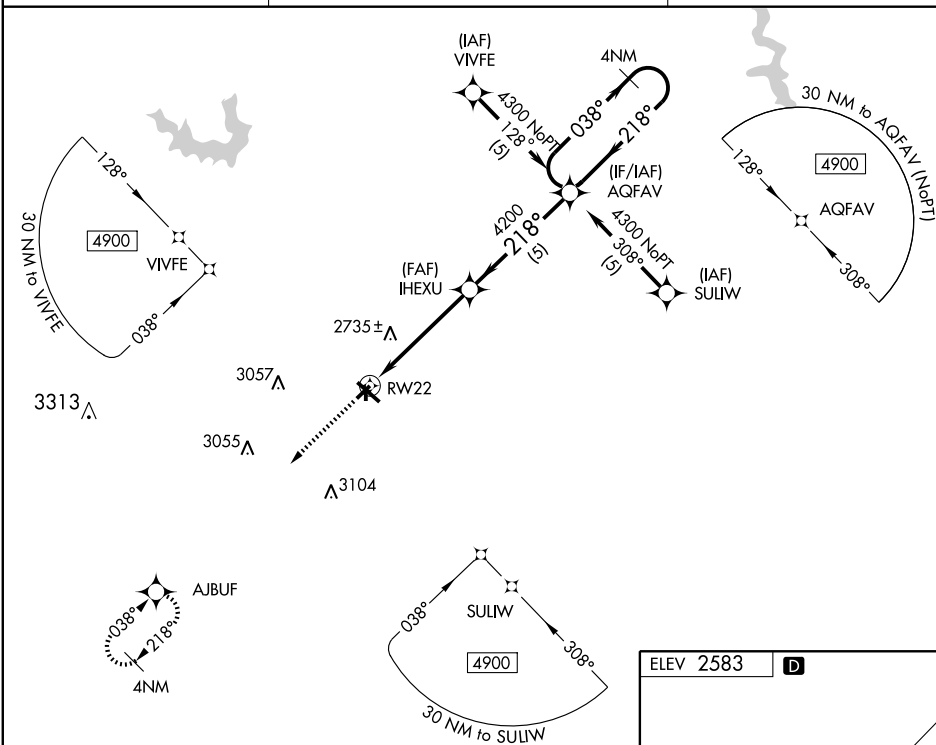 (IAF)
VIVFE
4NM
4300 NoPT
128°
(5)
038°
218°
(IF/IAF)
AQFAV
30 NM to AQFAV (NoPT)
128°
4900
AQFAV
308°
128°
4900
VIVFE
038°
30 NM to VIVFE
4200
218°
(5)
4300 NoPT
308°
(5)
(IAF)
SULIW
(FAF)
IHEXU
2735±
3057
RW22
3313
3055
3104
AJBUF
038°
218°
4NM
038°
SULIW
4900
308°
30 NM to SULIW
ELEV 2583 D